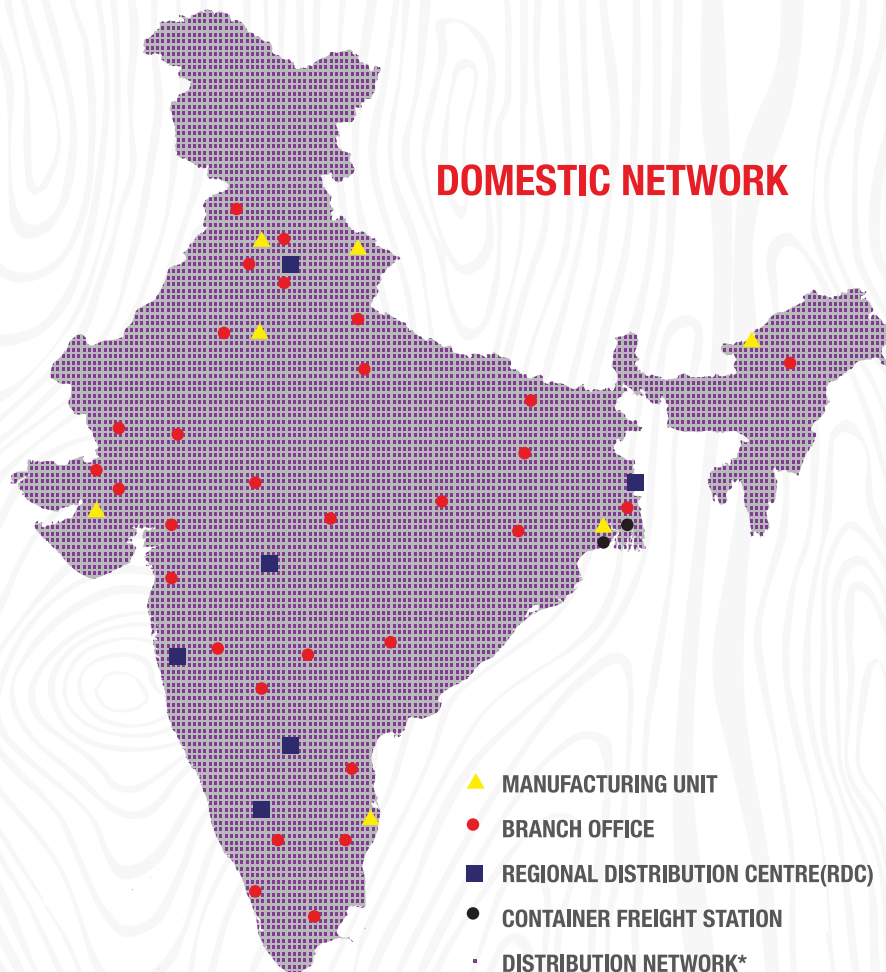 DOMESTIC NETWORK
MANUFACTURING UNIT
BRANCH OFFICE
REGIONAL DISTRIBUTION CENTRE(RDC)
CONTAINER FREIGHT STATION
DISTRIBUTION NETWORK*